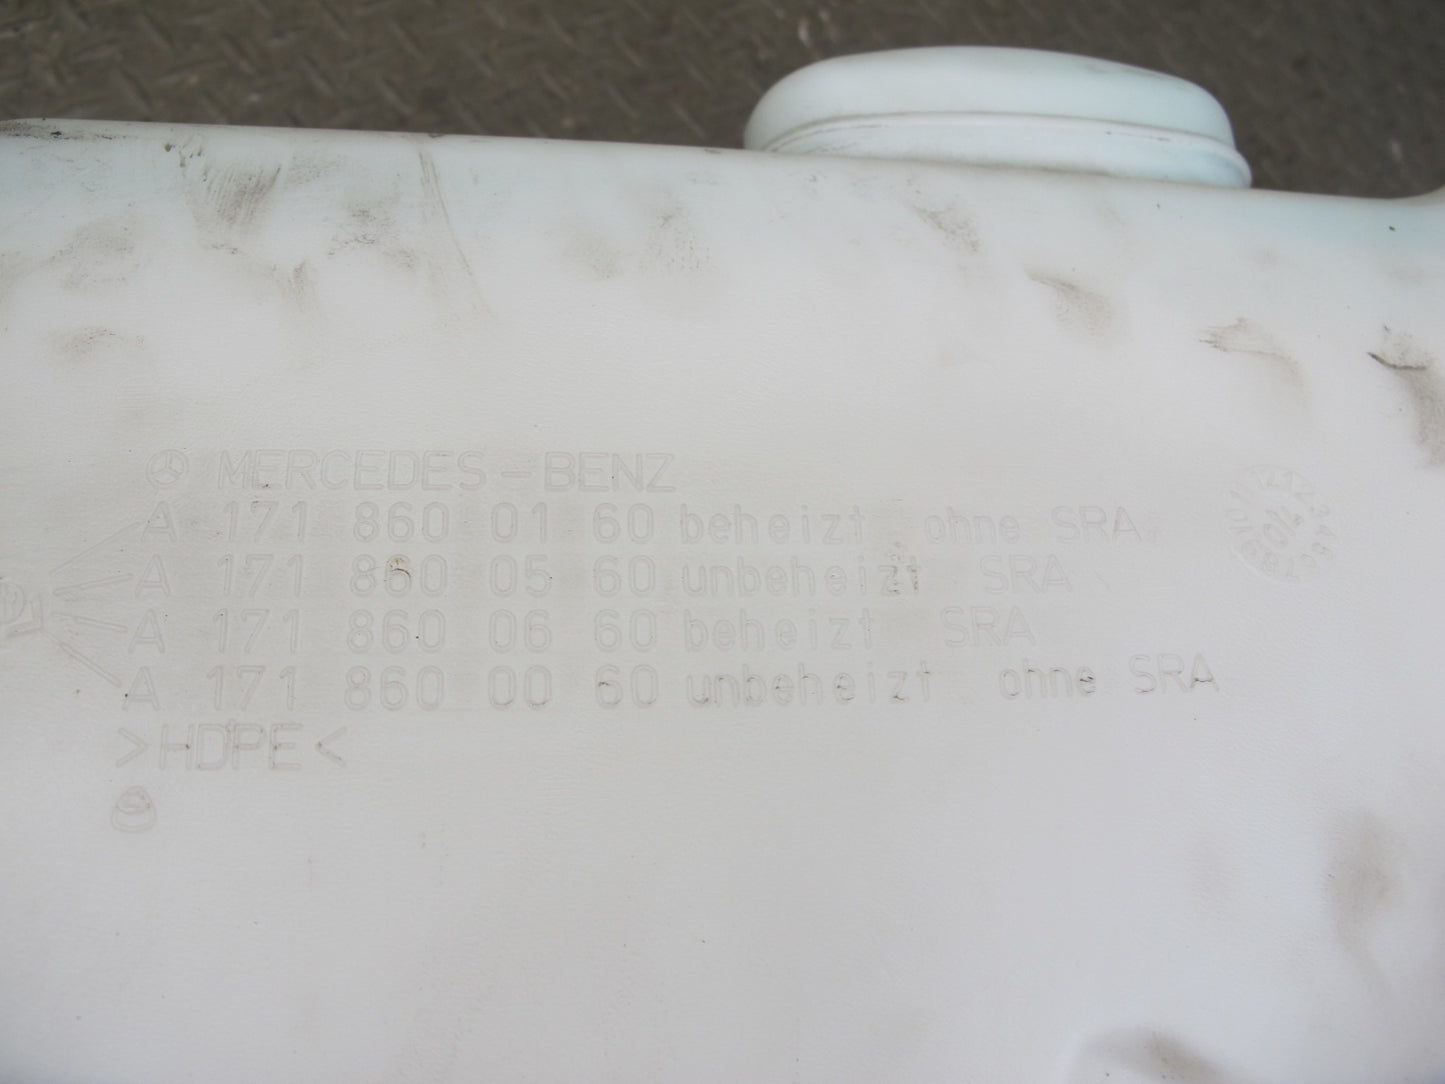 MERCEDES-BENZ
A 171 860 01 60 beheizt ohne SRA
A 171 860 05 60 unbeheizt SRA
A 171 860 06 60 beheizt SRA
A 171 860 00 60 unbeheizt ohne SRA
>HDPE<